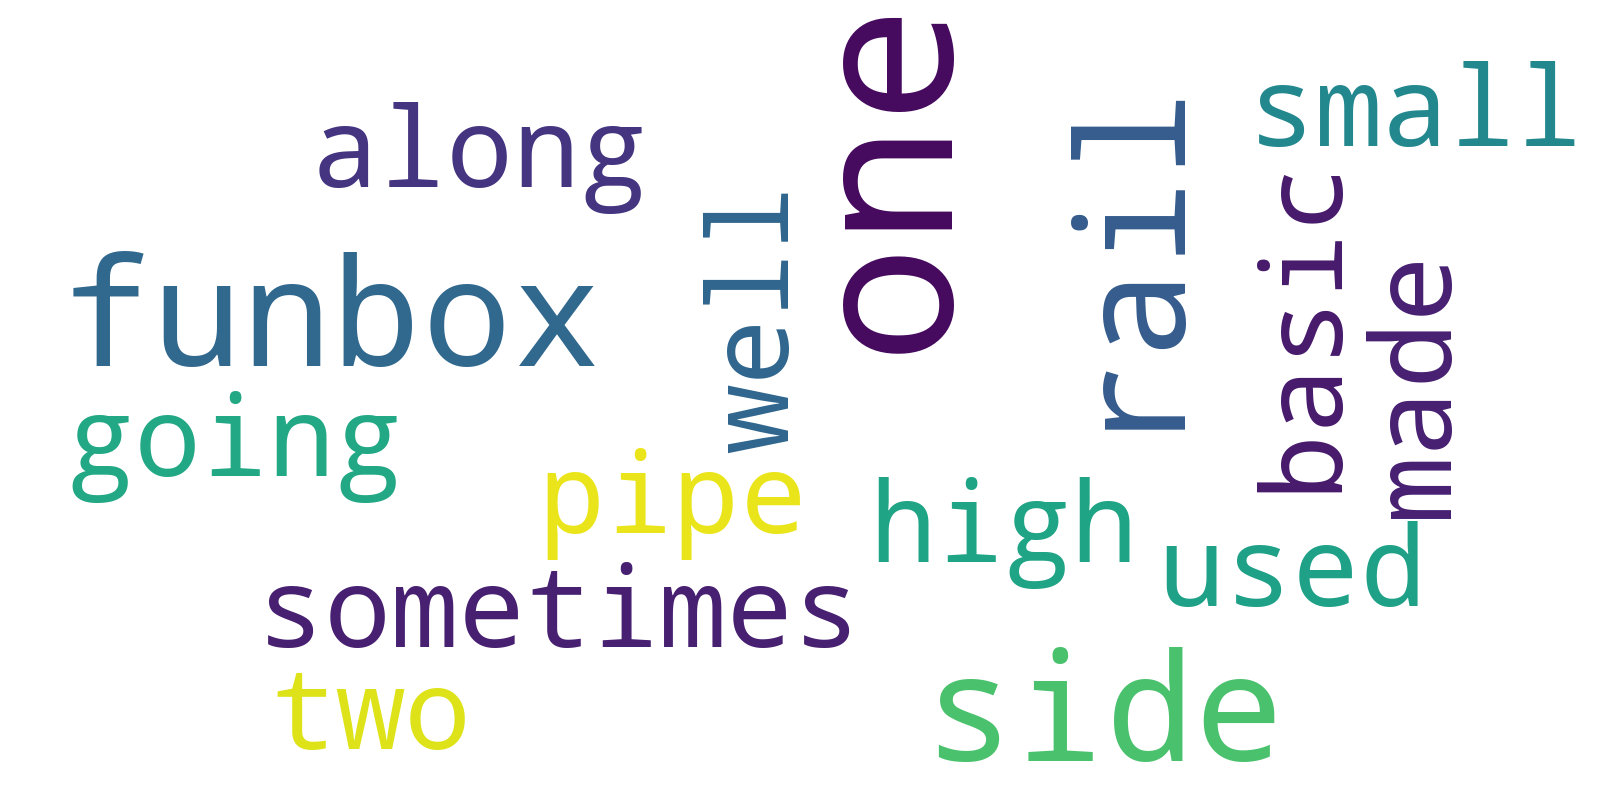 one
small
along
rail
basic
well
funbox
made
going
pipe
high
used
sometimes
side
two